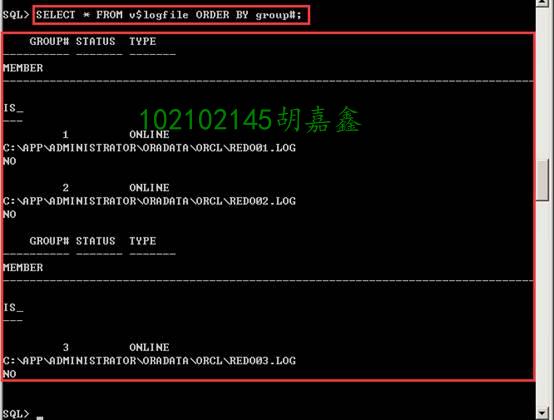 SQL> SELECT * FROM v$logfile ORDER BY group#;
GROUP# STATUS TYPE
---------- ------- -------
MEMBER
--------------------------------------------------------------------------------
IS_
---
102102145胡嘉鑫
1 ONLINE
C:\APP\ADMINISTRATOR\ORADATA\ORCL\REDO01.LOG
NO
2 ONLINE
C:\APP\ADMINISTRATOR\ORADATA\ORCL\REDO02.LOG
NO
GROUP# STATUS TYPE
---------- ------- -------
MEMBER
--------------------------------------------------------------------------------
IS_
---
3 ONLINE
C:\APP\ADMINISTRATOR\ORADATA\ORCL\REDO03.LOG
NO
SQL> _